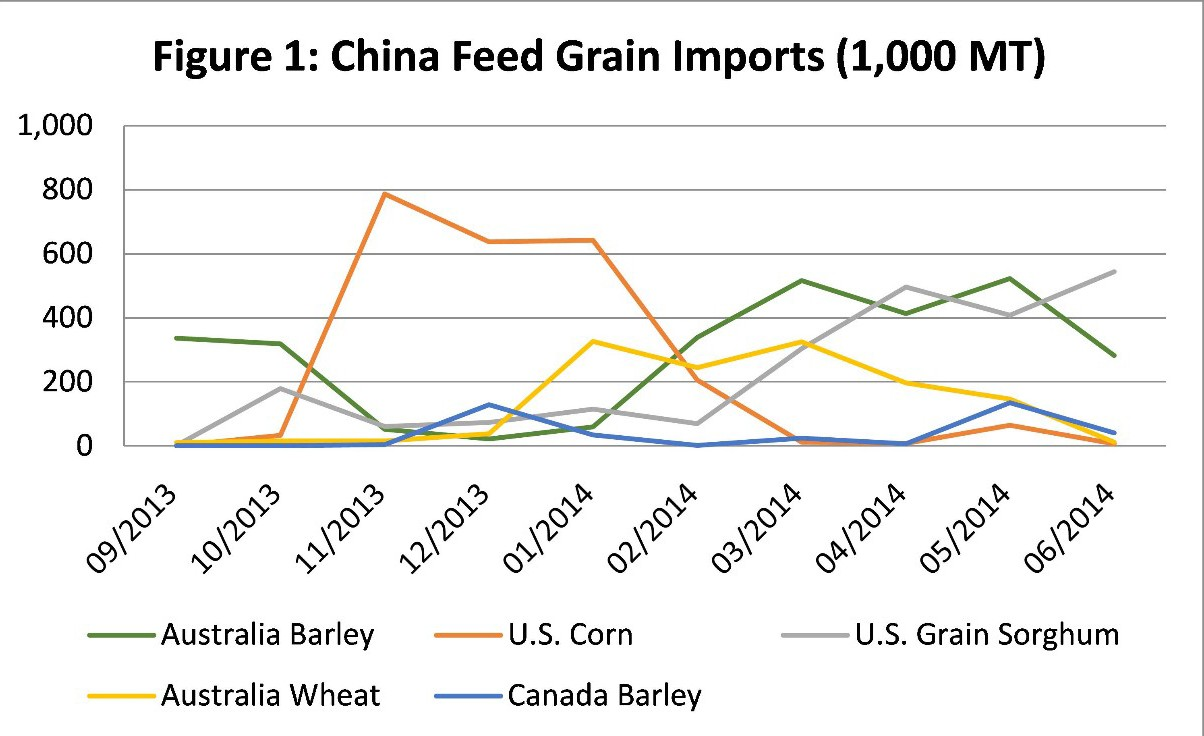 Figure 1: China Feed Grain Imports (1,000 MT)
1,000
800
600
400
200
0
09/2013
10/2013
11/2013
12/2013
01/2014
02/2014
03/2014
04/2014
05/2014
06/2014
Australia Barley
U.S. Corn
U.S. Grain Sorghum
Australia Wheat
Canada Barley